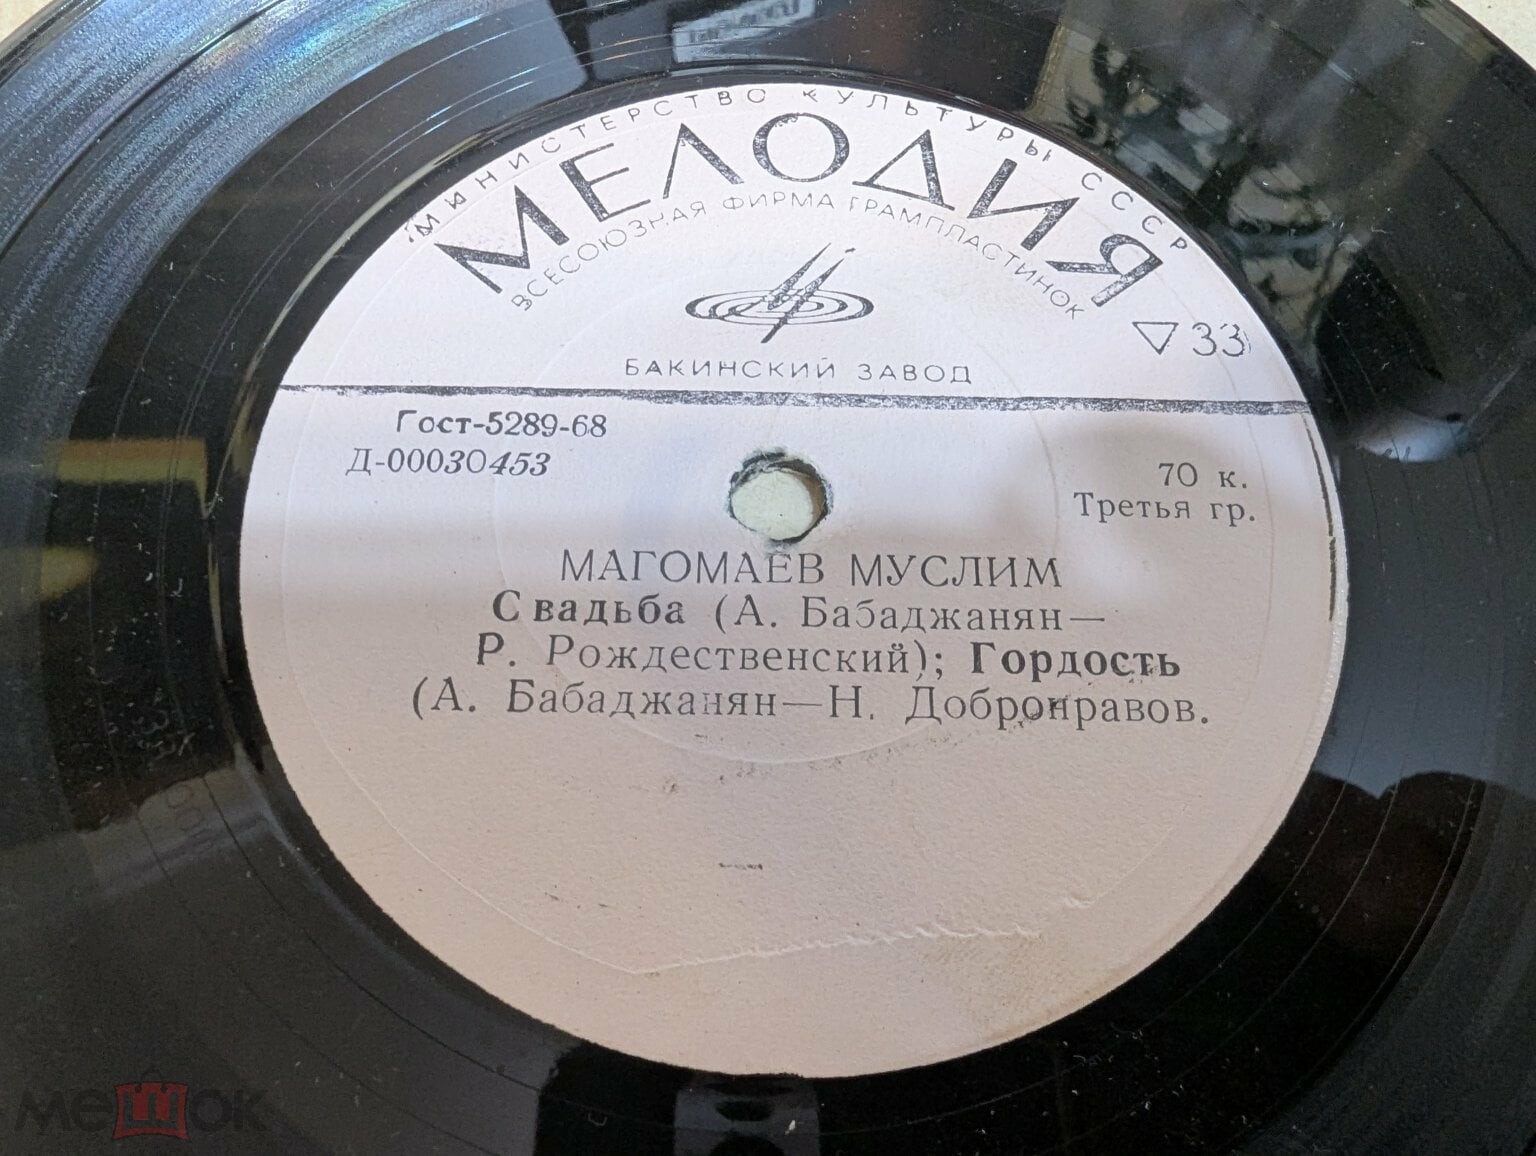 МИНИСТЕРСТВО КУЛЬТУРЫ СССР
МЕЛОДИЯ
ВСЕСОЮЗНАЯ ФИРМА ГРАМПЛАСТИНОК
33
БАКИНСКИЙ ЗАВОД
Гост-5289-68
Д-00030453
70 к.
Третья гр.
МАГОМАЕВ МУСЛИМ
Свадьба (А. Бабаджанян—
Р. Рождественский); Гордость
(А. Бабаджанян—Н. Добронравов.
мешок